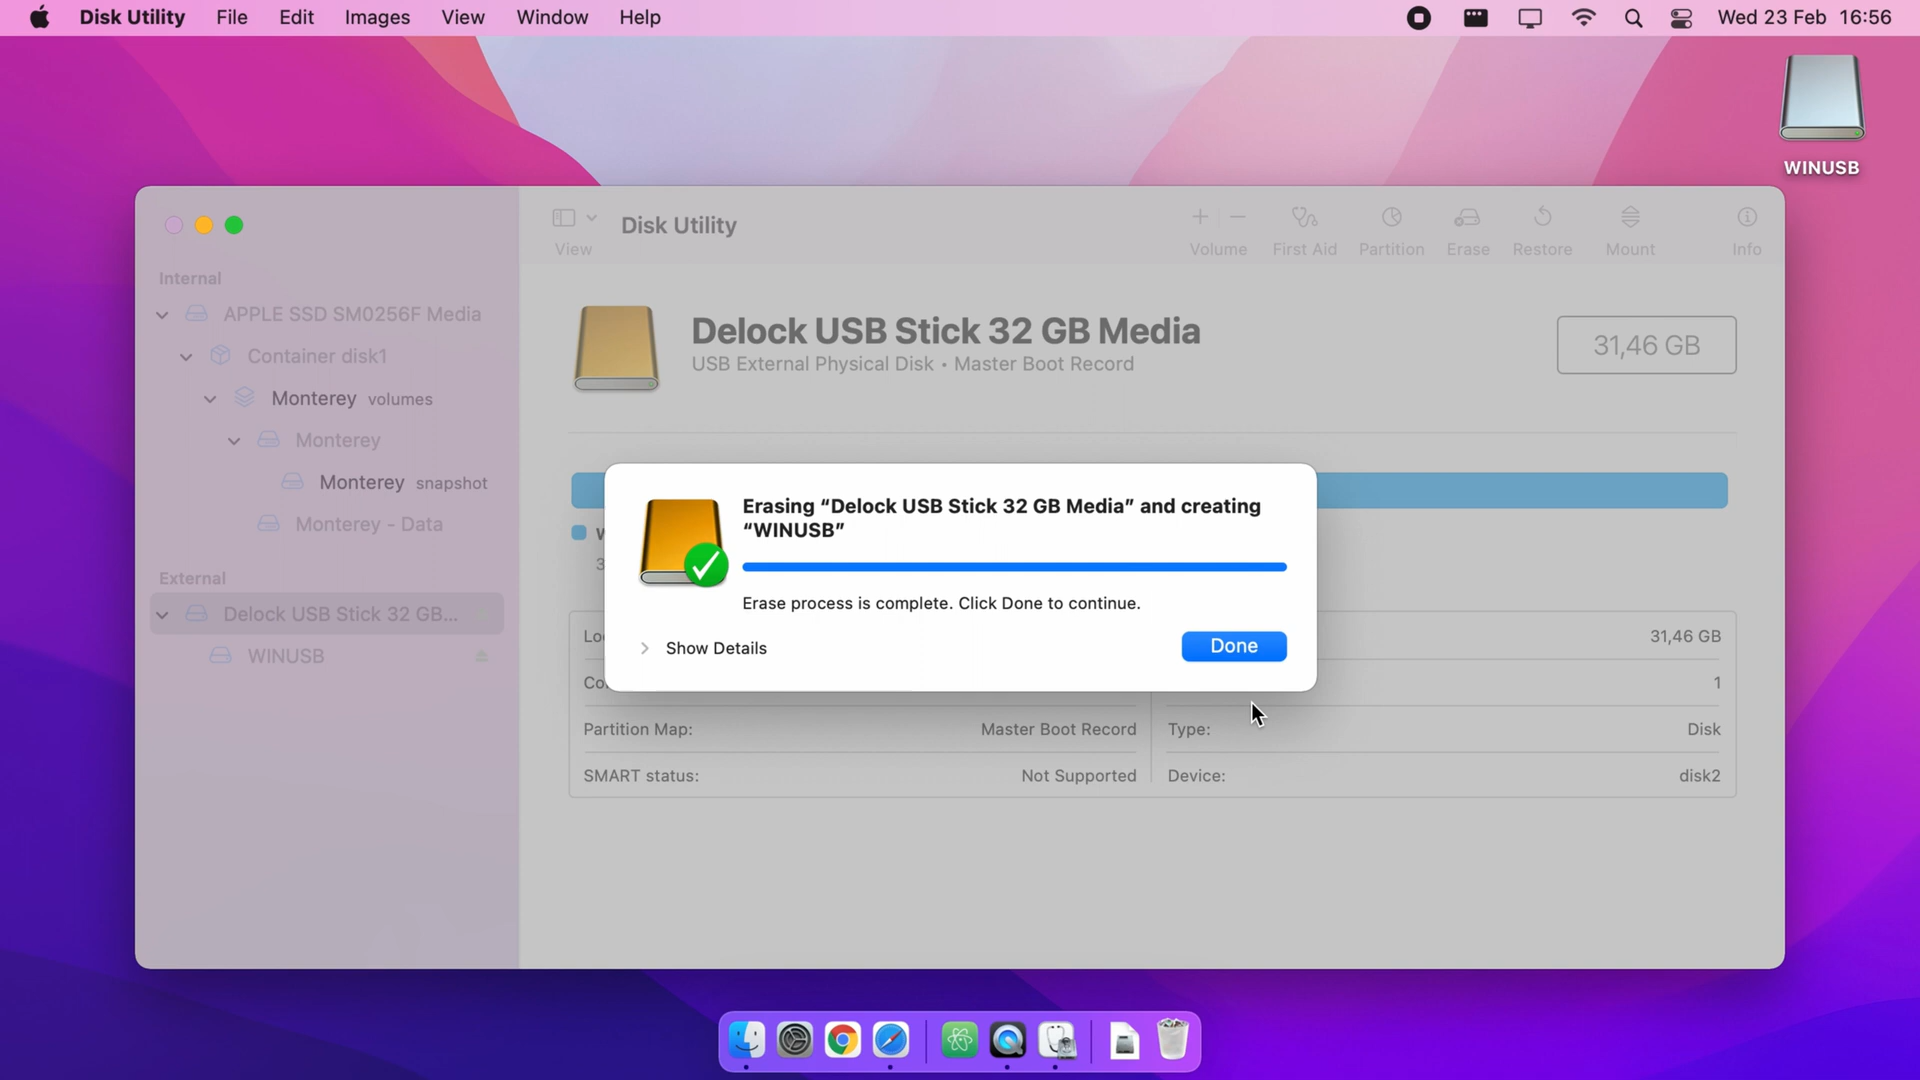 Disk Utility File Edit Images View Window Help Wed 23 Feb 16:56
WINUSB
View
Disk Utility
Volume First Aid Partition Erase Restore Mount Info
Internal
APPLE SSD SM0256F Media
Container disk1
Monterey volumes
Monterey
Monterey snapshot
Monterey - Data
External
Delock USB Stick 32 GB...
WINUSB
Delock USB Stick 32 GB Media
USB External Physical Disk • Master Boot Record
31,46 GB
Erasing “Delock USB Stick 32 GB Media” and creating
“WINUSB”
Erase process is complete. Click Done to continue.
Show Details
Done
31,46 GB
1
Partition Map: Master Boot Record
Type: Disk
SMART status: Not Supported
Device: disk2